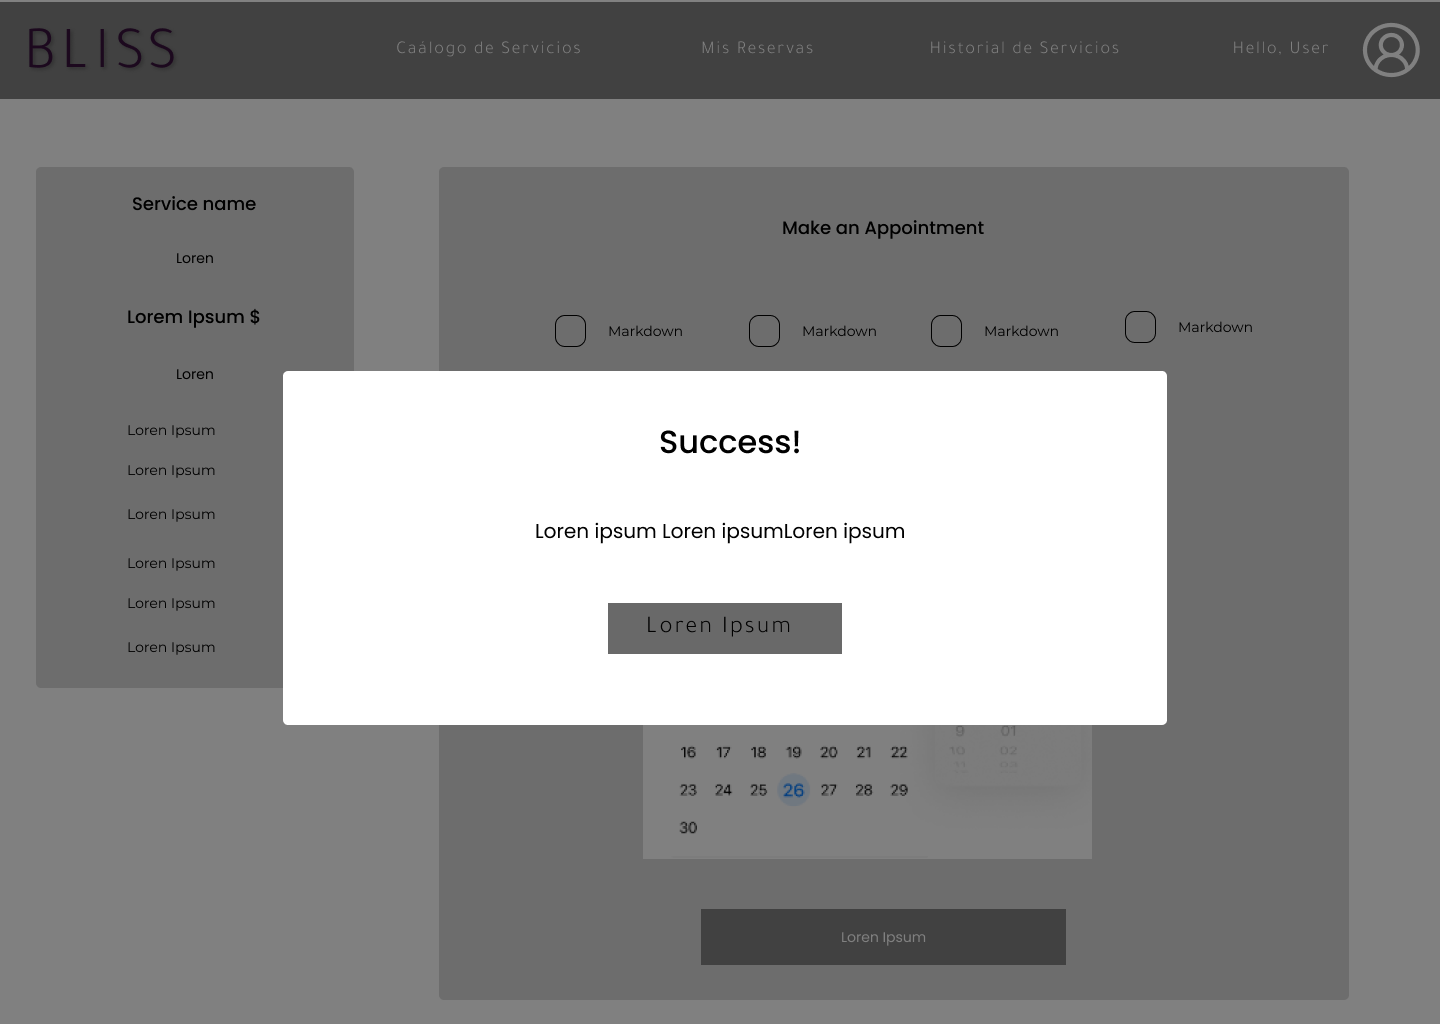 BLISS
Caálogo de Servicios
Mis Reservas
Historial de Servicios
Hello, User
Service name
Loren
Lorem Ipsum $
Loren
Loren Ipsum
Loren Ipsum
Loren Ipsum
Loren Ipsum
Loren Ipsum
Loren Ipsum
Make an Appointment
Markdown
Markdown
Markdown
Markdown
Success!
Loren ipsum Loren ipsumLoren ipsum
Loren Ipsum
9 01
10 02
16 17 18 19 20 21 22
23 24 25 26 27 28 29
30
Loren Ipsum